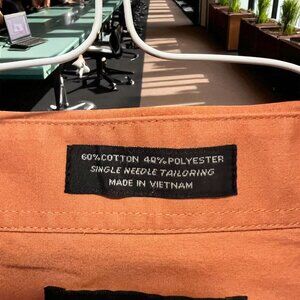 60% COTTON 40% POLYESTER
SINGLE NEEDLE TAILORING
MADE IN VIETNAM